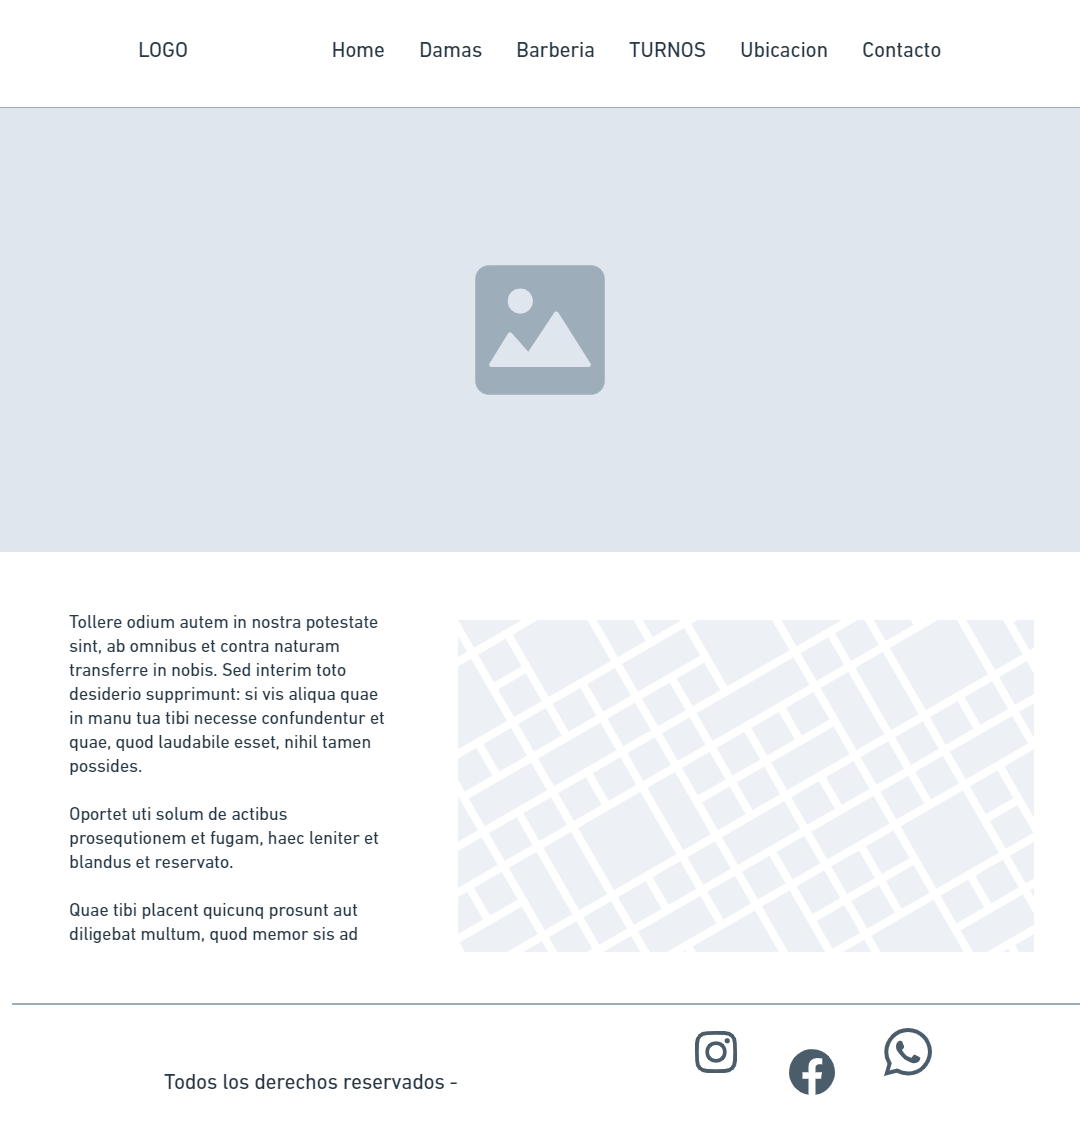 LOGO
Home Damas Barberia TURNOS Ubicacion Contacto
Tollere odium autem in nostra potestate
sint, ab omnibus et contra naturam
transferre in nobis. Sed interim toto
desiderio supprimunt: si vis aliqua quae
in manu tua tibi necesse confundentur et
quae, quod laudabile esset, nihil tamen
possides.
Oportet uti solum de actibus
prosequtionem et fugam, haec leniter et
blandus et reservato.
Quae tibi placent quicunq prosunt aut
diligebat multum, quod memor sis ad
Todos los derechos reservados -